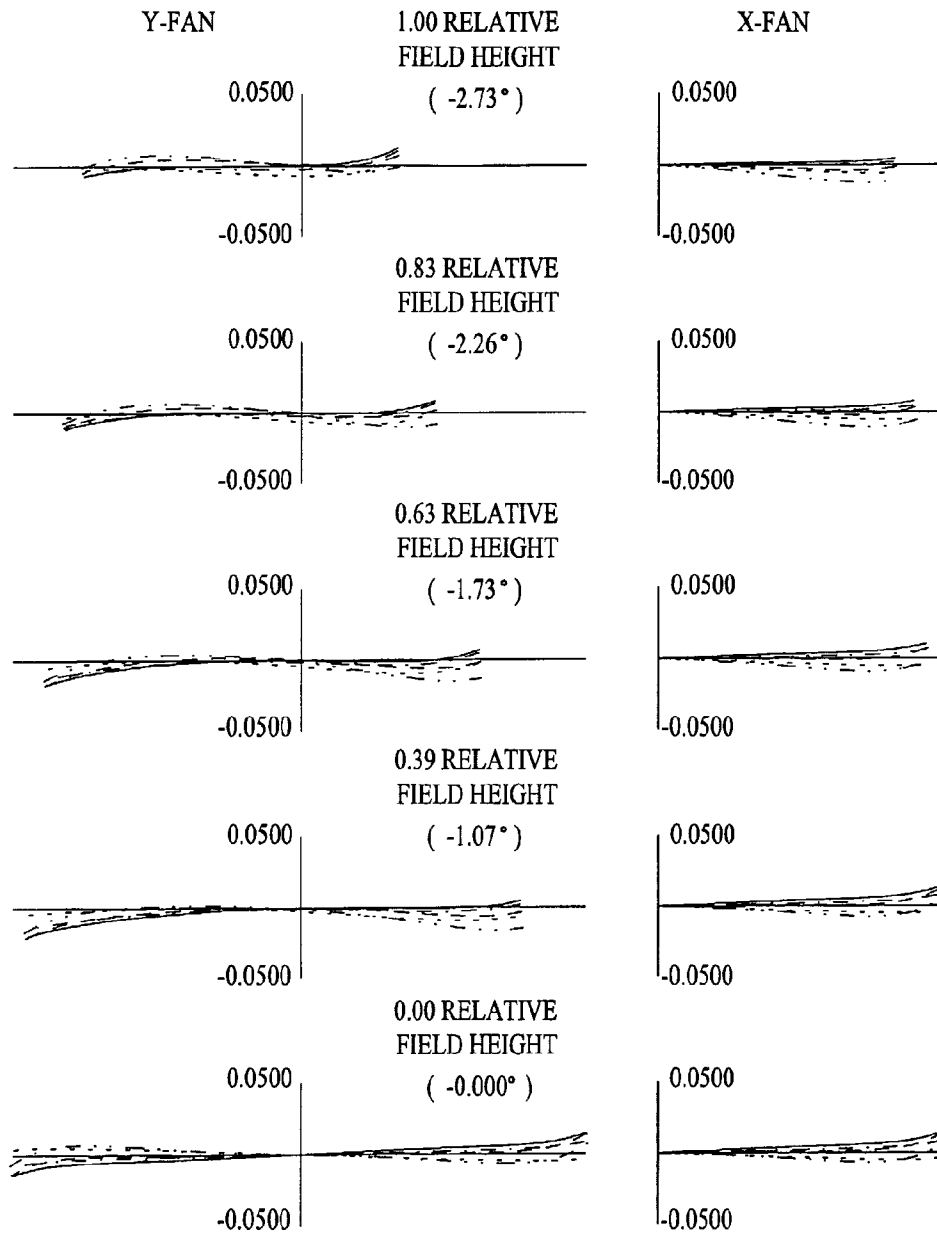 Y-FAN
1.00 RELATIVE
FIELD HEIGHT
( -2.73° )
X-FAN
0.0500
0.0500
-0.0500
-0.0500
0.83 RELATIVE
FIELD HEIGHT
( -2.26° )
0.0500
0.0500
-0.0500
-0.0500
0.63 RELATIVE
FIELD HEIGHT
( -1.73° )
0.0500
0.0500
-0.0500
-0.0500
0.39 RELATIVE
FIELD HEIGHT
( -1.07° )
0.0500
0.0500
-0.0500
-0.0500
0.00 RELATIVE
FIELD HEIGHT
( -0.000° )
0.0500
0.0500
-0.0500
-0.0500